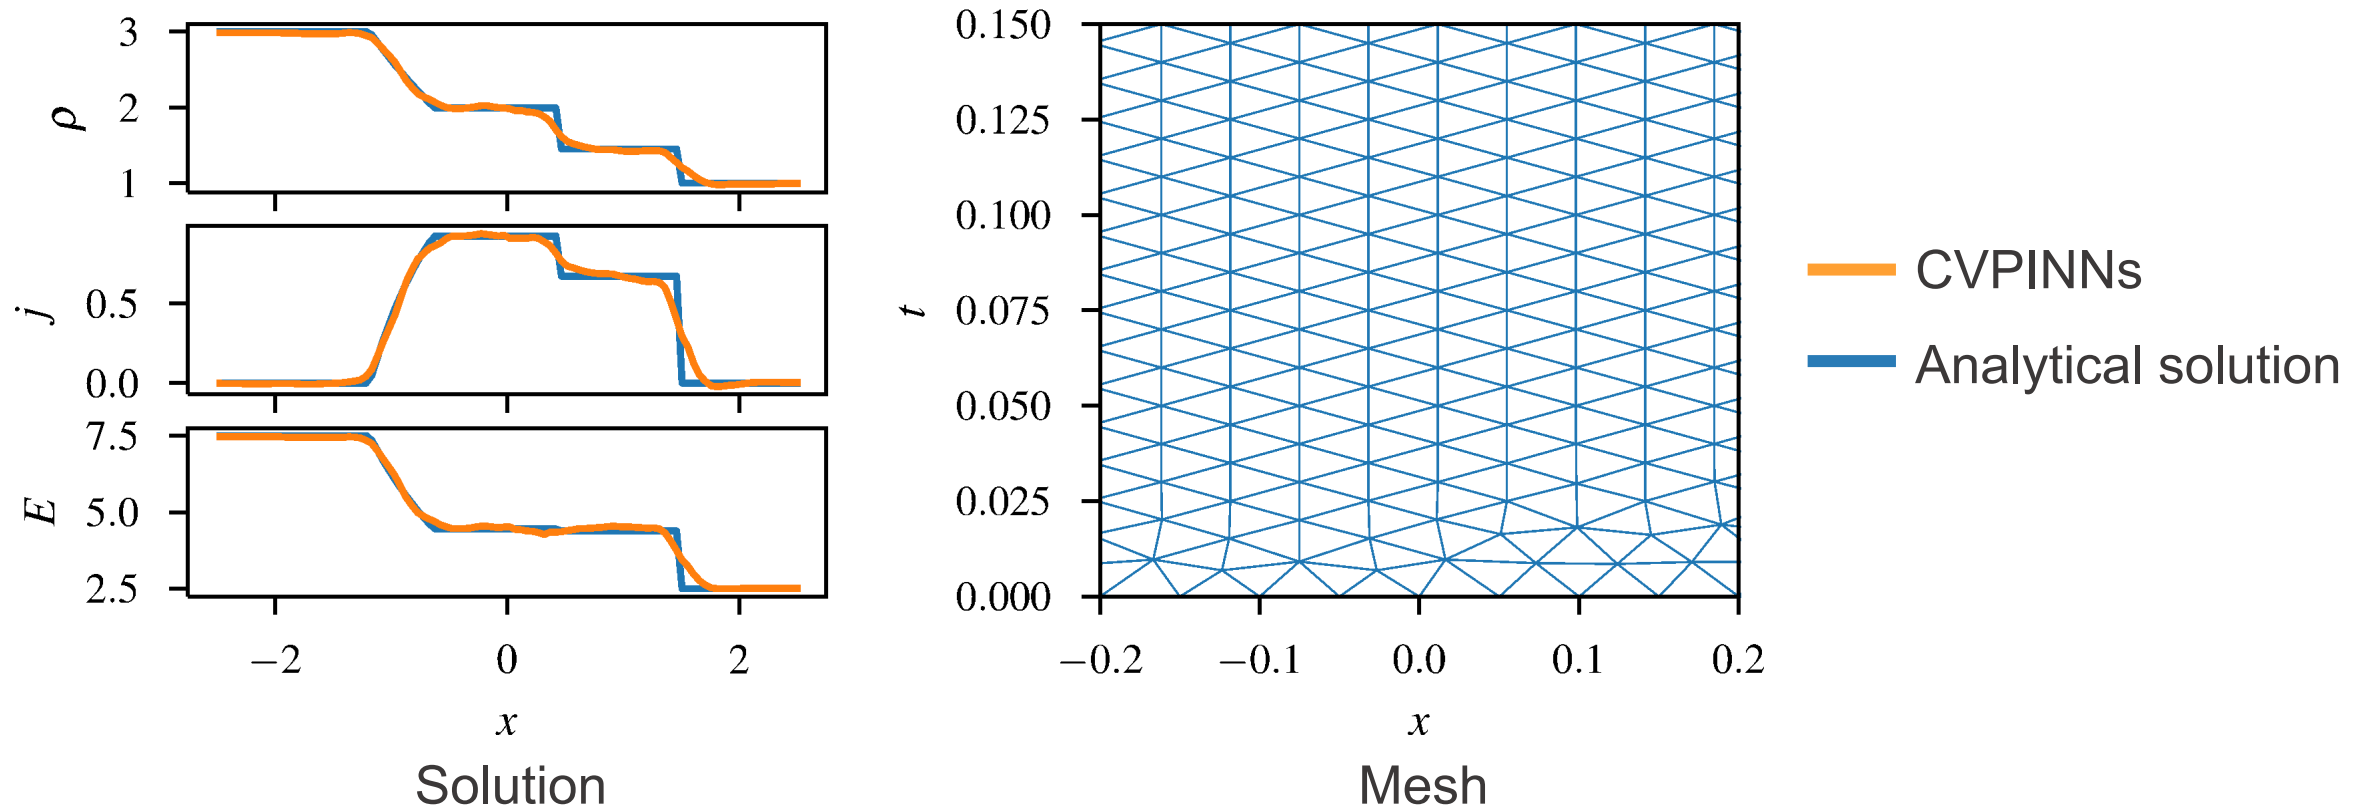 3
2
1
ρ
0.5
0.0
j
7.5
5.0
2.5
E
−2 0 2
x
Solution
0.150
0.125
0.100
0.075
0.050
0.025
0.000
t
−0.2 −0.1 0.0 0.1 0.2
x
Mesh
CVPINNs
Analytical solution